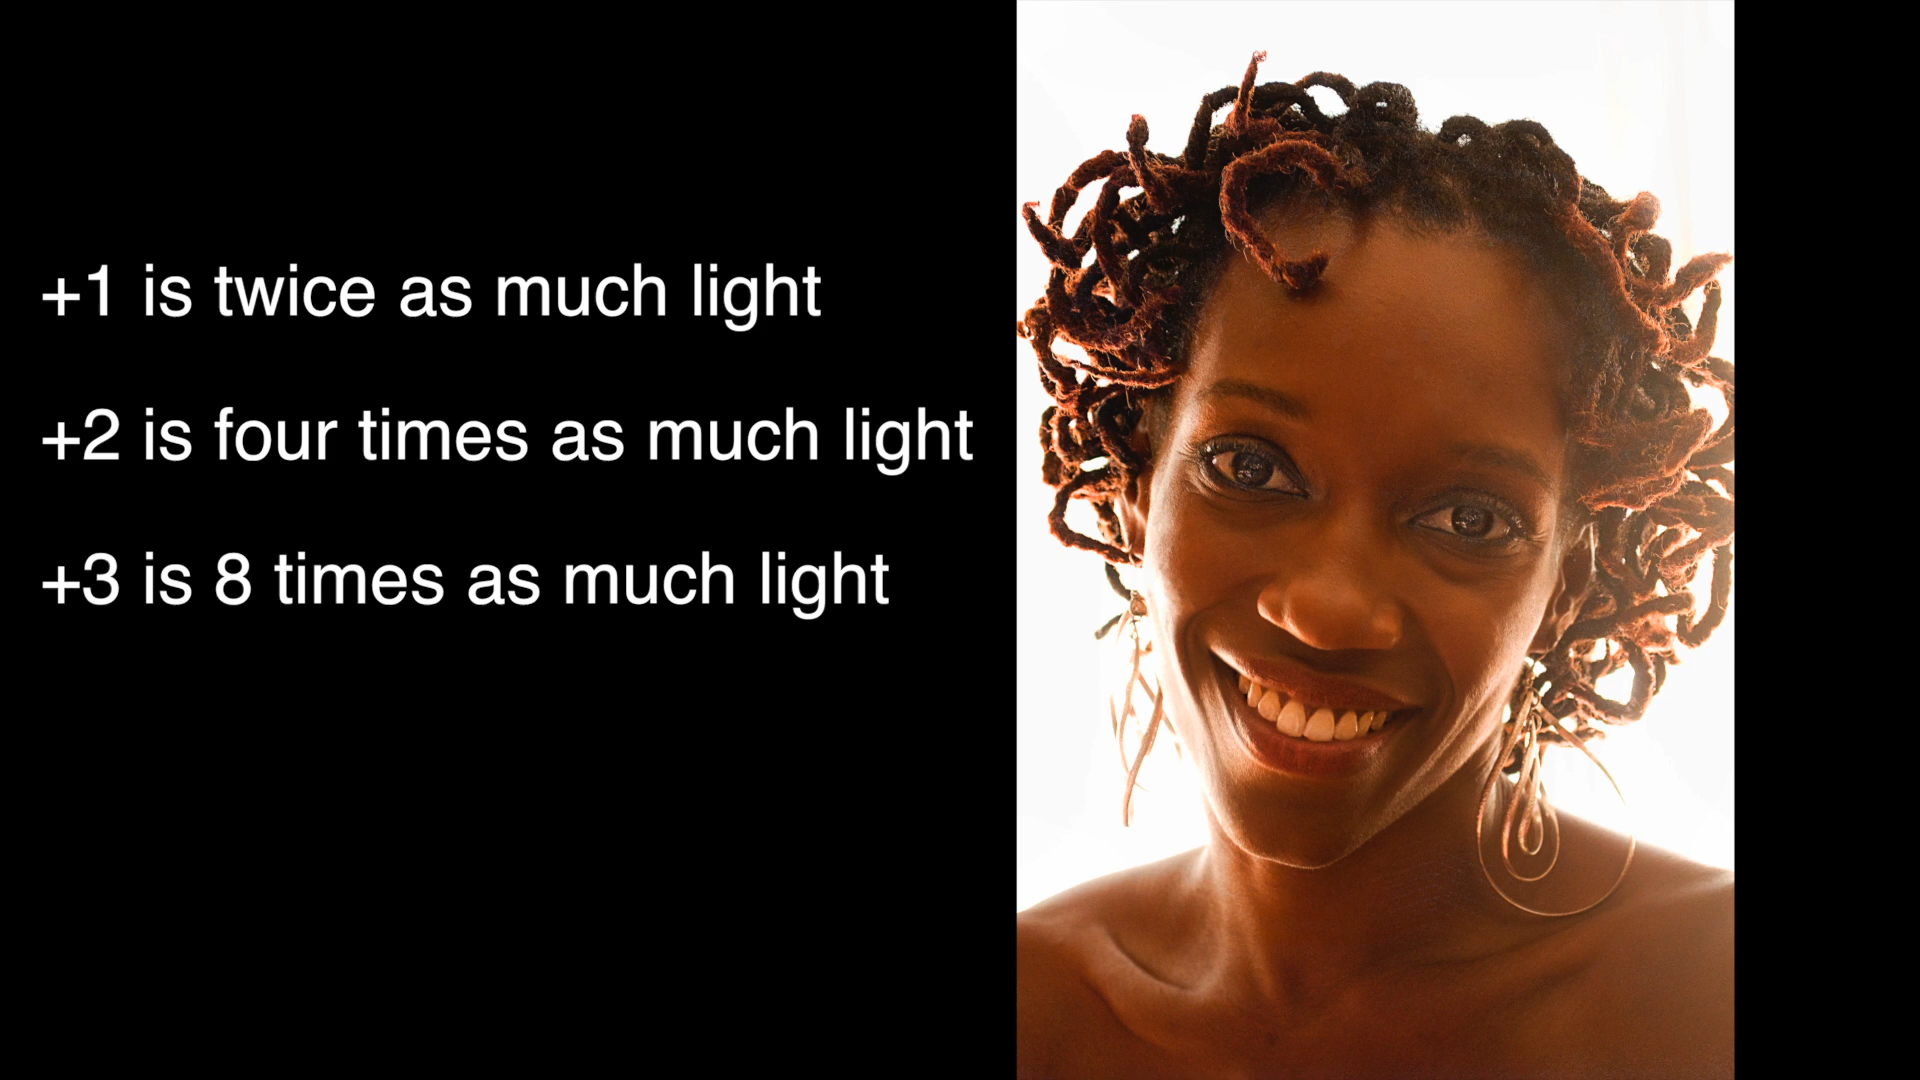 +1 is twice as much light
+2 is four times as much light
+3 is 8 times as much light